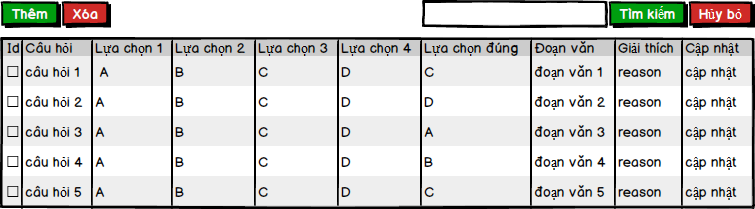 Thêm Xóa Tìm kiếm Hủy bỏ
Id Câu hỏi Lựa chọn 1 Lựa chọn 2 Lựa chọn 3 Lựa chọn 4 Lựa chọn đúng Đoạn văn Giải thích Cập nhật
câu hỏi 1 A B C D C đoạn văn 1 reason cập nhật
câu hỏi 2 A B C D D đoạn văn 2 reason cập nhật
câu hỏi 3 A B C D A đoạn văn 3 reason cập nhật
câu hỏi 4 A B C D B đoạn văn 4 reason cập nhật
câu hỏi 5 A B C D C đoạn văn 5 reason cập nhật